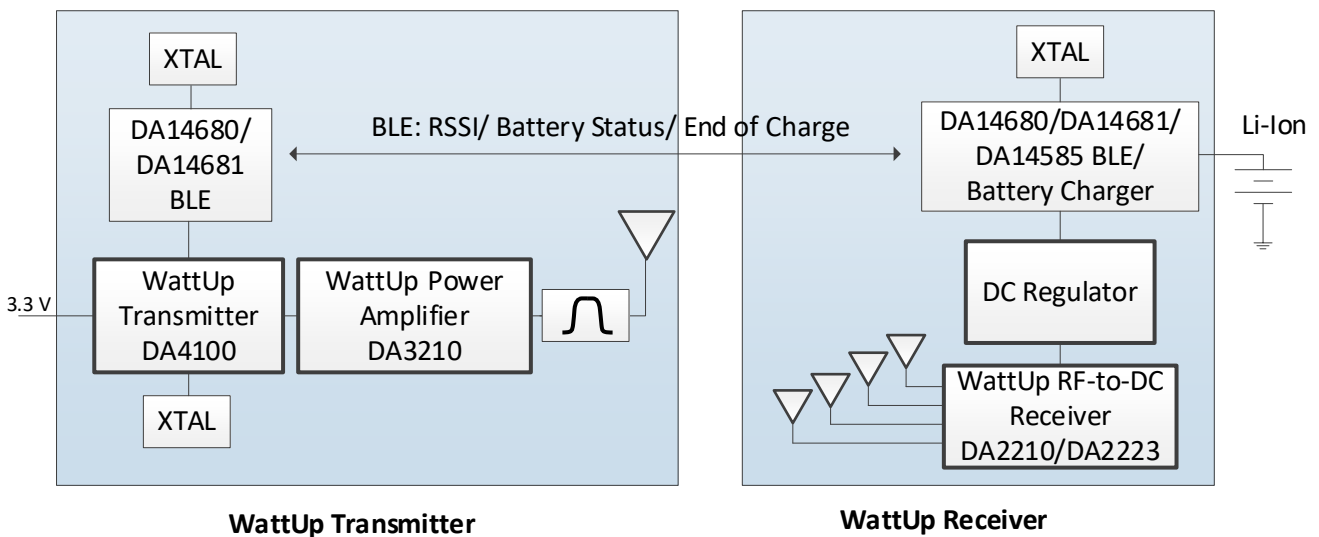 XTAL
DA14680/
DA14681
BLE
WattUp
Transmitter
DA4100
3.3 V
XTAL
WattUp Power
Amplifier
DA3210
BLE: RSSI/ Battery Status/ End of Charge
XTAL
DA14680/DA14681/
DA14585 BLE/
Battery Charger
Li-Ion
DC Regulator
WattUp RF-to-DC
Receiver
DA2210/DA2223
WattUp Transmitter
WattUp Receiver